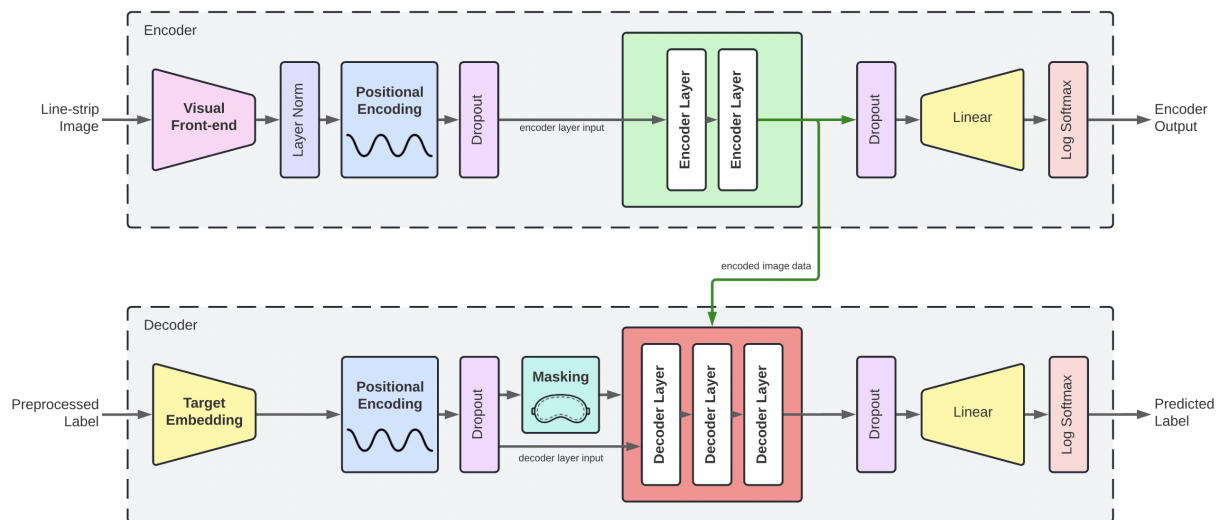 Encoder
Line-strip
Image
Visual
Front-end
Layer Norm
Positional
Encoding
Dropout
encoder layer input
Encoder Layer
Encoder Layer
Dropout
Linear
Log Softmax
Encoder
Output
encoded image data
Decoder
Preprocessed
Label
Target
Embedding
Positional
Encoding
Dropout
Masking
decoder layer input
Decoder Layer
Decoder Layer
Decoder Layer
Dropout
Linear
Log Softmax
Predicted
Label